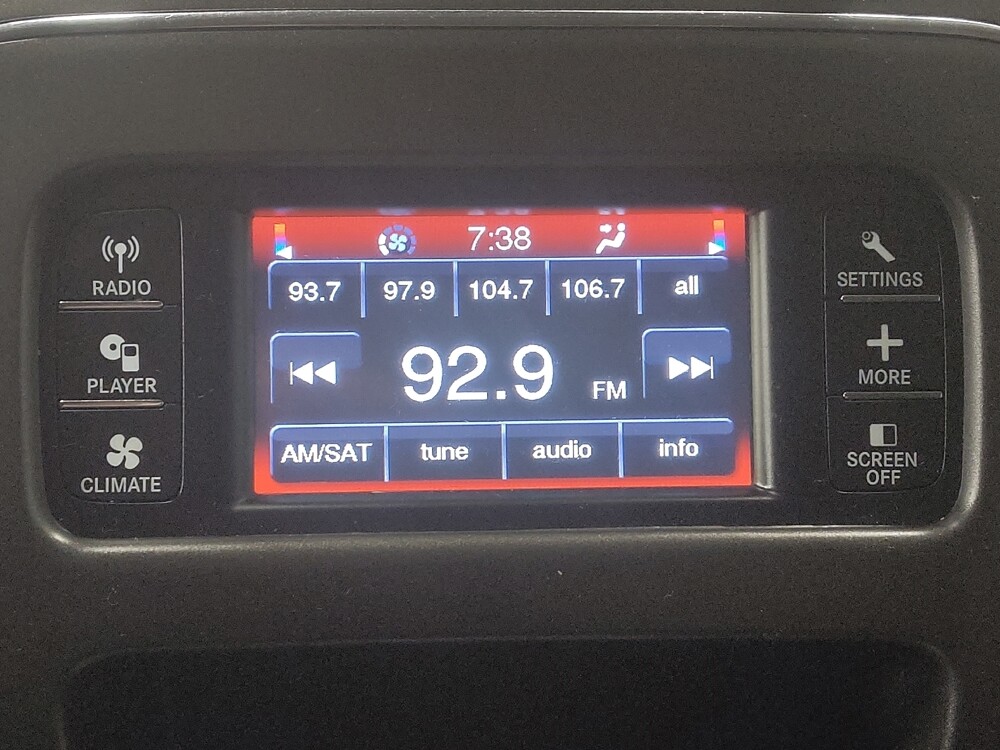 RADIO
PLAYER
CLIMATE
7:38
93.7 97.9 104.7 106.7 all
92.9 FM
AM/SAT tune audio info
SETTINGS
MORE
SCREEN
OFF